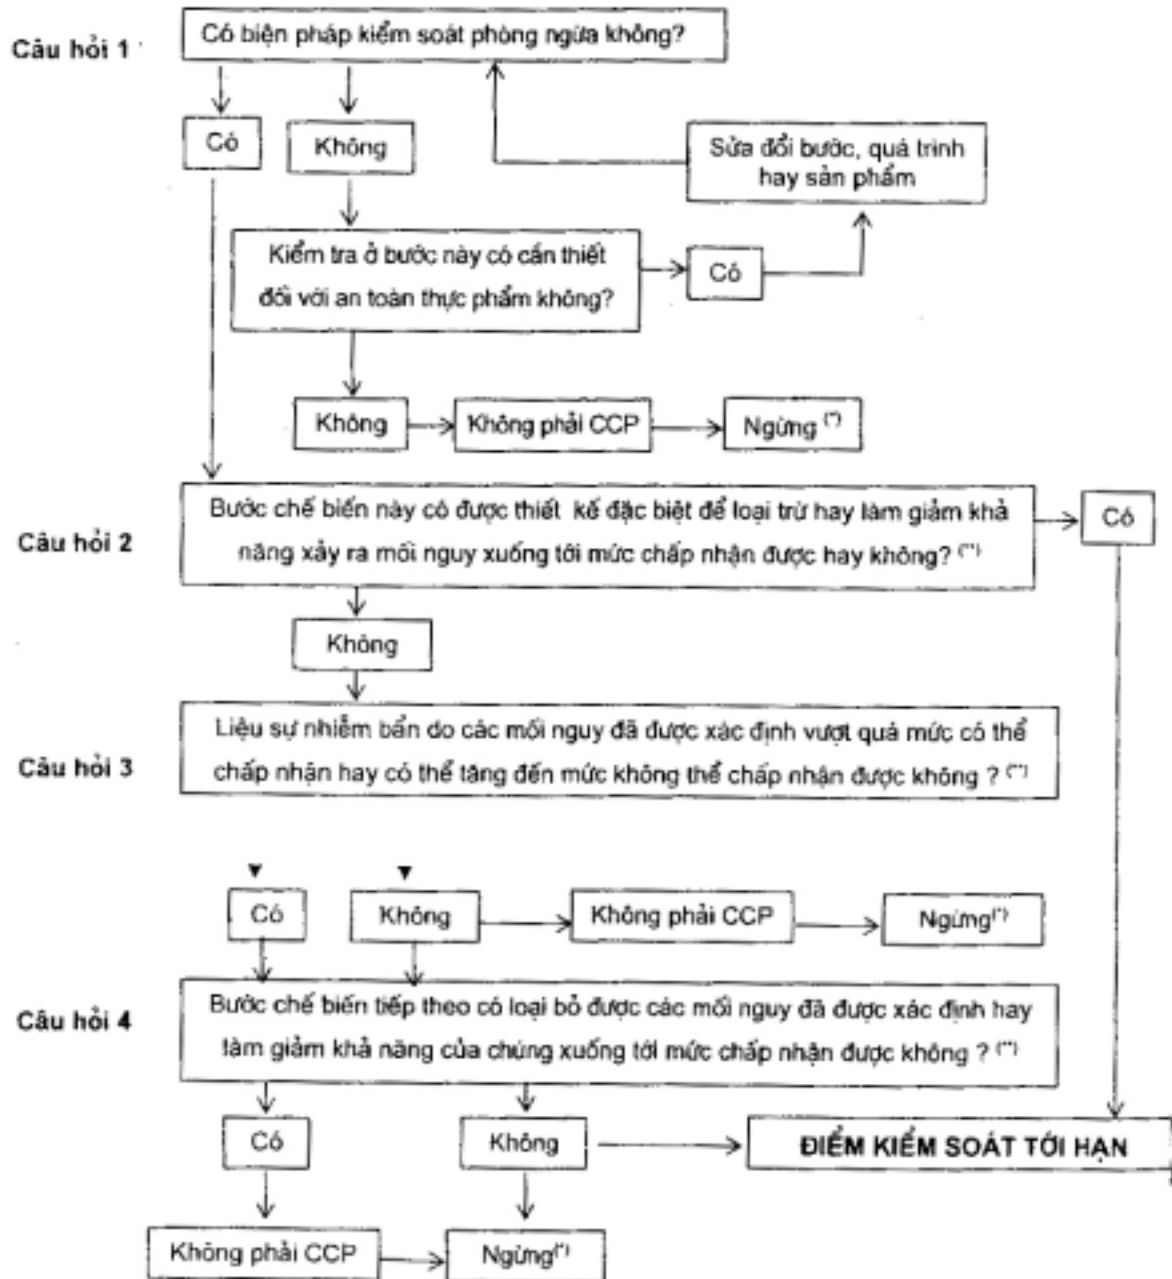 Câu hỏi 1
Có biện pháp kiểm soát phòng ngừa không?
Có
Không
Sửa đổi bước, quá trình
hay sản phẩm
Kiểm tra ở bước này có cần thiết
đối với an toàn thực phẩm không?
Có
Không
Không phải CCP
Ngừng (*)
Câu hỏi 2
Bước chế biến này có được thiết kế đặc biệt để loại trừ hay làm giảm khả
năng xảy ra mối nguy xuống tới mức chấp nhận được hay không? (**)
Có
Không
Câu hỏi 3
Liệu sự nhiễm bẩn do các mối nguy đã được xác định vượt quá mức có thể
chấp nhận hay có thể tăng đến mức không thể chấp nhận được không ? (**)
Có
Không
Không phải CCP
Ngừng(*)
Câu hỏi 4
Bước chế biến tiếp theo có loại bỏ được các mối nguy đã được xác định hay
làm giảm khả năng của chúng xuống tới mức chấp nhận được không ? (**)
Có
Không
ĐIỂM KIỂM SOÁT TỚI HẠN
Không phải CCP
Ngừng(*)